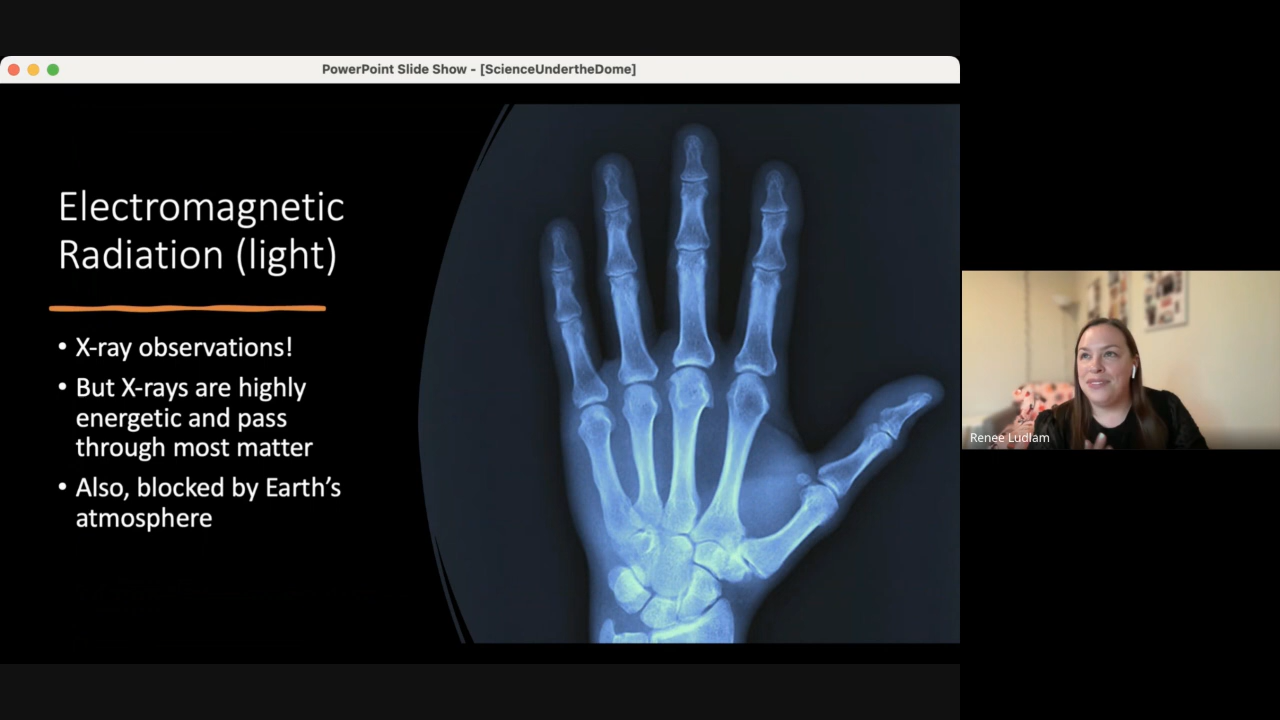 PowerPoint Slide Show - [ScienceUndertheDome]
Electromagnetic
Radiation (light)
• X-ray observations!
• But X-rays are highly
energetic and pass
through most matter
• Also, blocked by Earth’s
atmosphere
Renee Ludlam